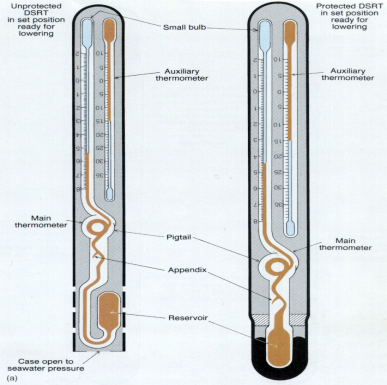 Unprotected DSRT
in set position
ready for
lowering
Small bulb
Protected DSRT
in set position
ready for
lowering
Auxiliary
thermometer
Auxiliary
thermometer
Main
thermometer
Pigtail
Main
thermometer
Appendix
Reservoir
Case open to
seawater pressure
(a)